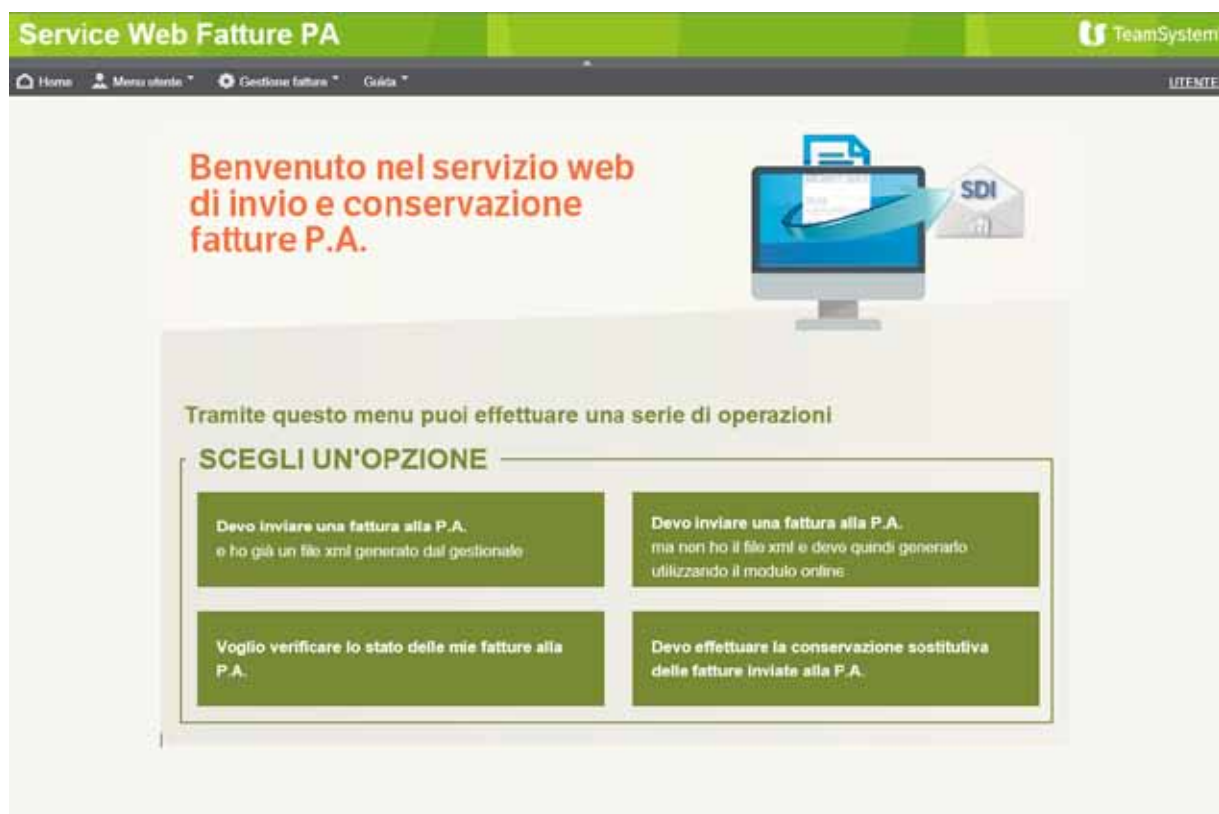 Service Web Fatture PA
TeamSystem
Home Menu utente Gestione fatture Guida UTENTE
Benvenuto nel servizio web
di invio e conservazione
fatture P.A.
SDI
@
Tramite questo menu puoi effettuare una serie di operazioni
SCEGLI UN'OPZIONE
Devo inviare una fattura alla P.A.
e ho già un file xml generato dal gestionale
Devo inviare una fattura alla P.A.
ma non ho il file xml e devo quindi generarlo
utilizzando il modulo online
Voglio verificare lo stato delle mie fatture alla
P.A.
Devo effettuare la conservazione sostitutiva
delle fatture inviate alla P.A.